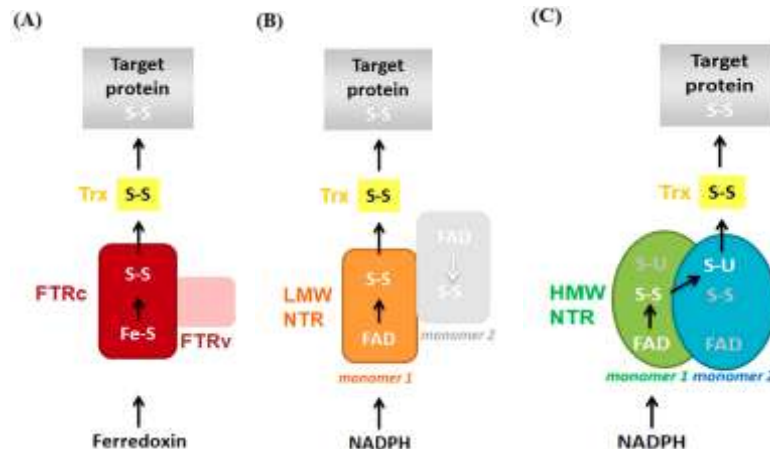 (A)
Target
protein
S-S
Trx
S-S
FTRc
S-S
Fe-S
FTRv
Ferredoxin
(B)
Target
protein
S-S
Trx
S-S
LMW
NTR
S-S
FAD
monomer 1
FAD
S-S
monomer 2
NADPH
(C)
Target
protein
S-S
Trx
S-S
HMW
NTR
S-U
S-S
FAD
monomer 1
S-U
S-S
FAD
monomer 2
NADPH